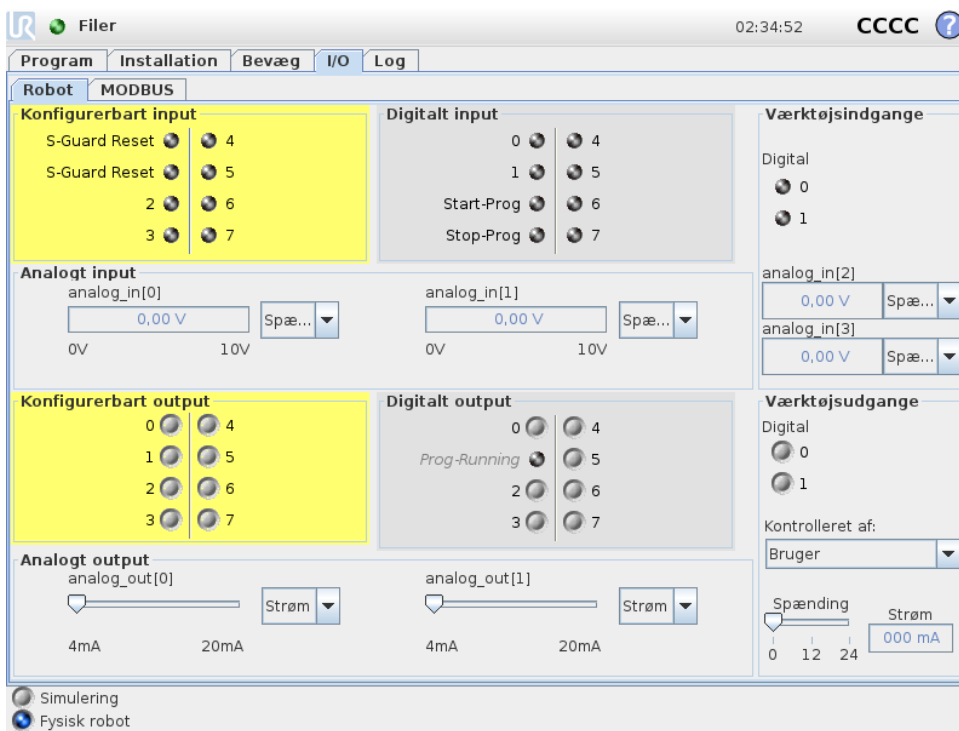 UR Filer 02:34:52 CCCC ?
Program Installation Bevæg I/O Log
Robot MODBUS
Konfigurerbart input
S-Guard Reset 4
S-Guard Reset 5
2 6
3 7
Digitalt input
0 4
1 5
Start-Prog 6
Stop-Prog 7
Værktøjsindgange
Digital
0
1
Analogt input
analog_in[0]
0,00 V Spæ...
0V 10V
analog_in[1]
0,00 V Spæ...
0V 10V
analog_in[2]
0,00 V Spæ...
analog_in[3]
0,00 V Spæ...
Konfigurerbart output
0 4
1 5
2 6
3 7
Digitalt output
0 4
Prog-Running 5
2 6
3 7
Værktøjsudgange
Digital
0
1
Kontrolleret af:
Bruger
Analogt output
analog_out[0]
Strøm
4mA 20mA
analog_out[1]
Strøm
4mA 20mA
Spænding
0 12 24
Strøm
000 mA
Simulering
Fysisk robot